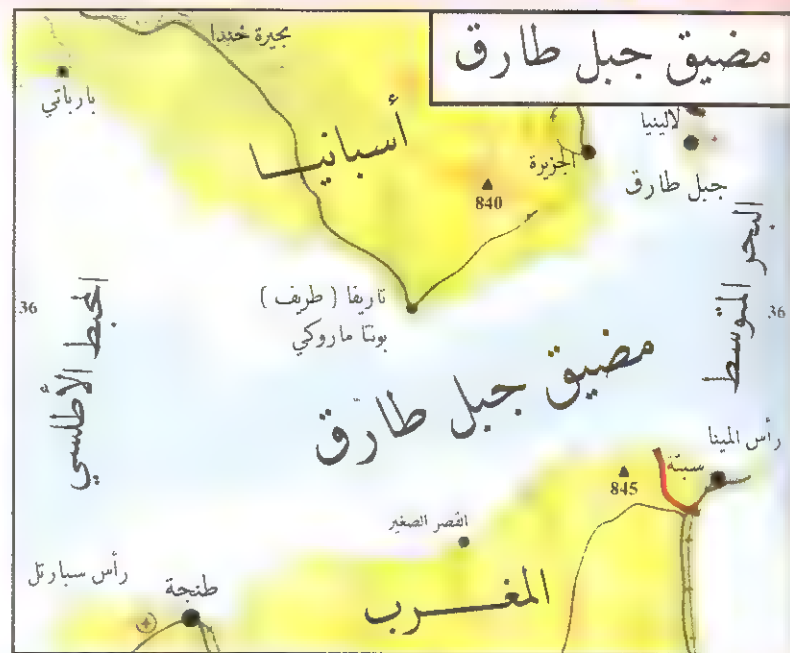 مضيق جبل طارق
بحيرة خندا
بارباتي
أسبانيا
لالينيا
الجزيرة
جبل طارق
840
البحر المتوسط
36
36
تاريفا ( طريف )
بونتا ماروكي
المحيط الأطلسي
مضيق جبل طارق
رأس المينا
سبتة
845
القصر الصغير
المغرب
رأس سبارتل
طنجة